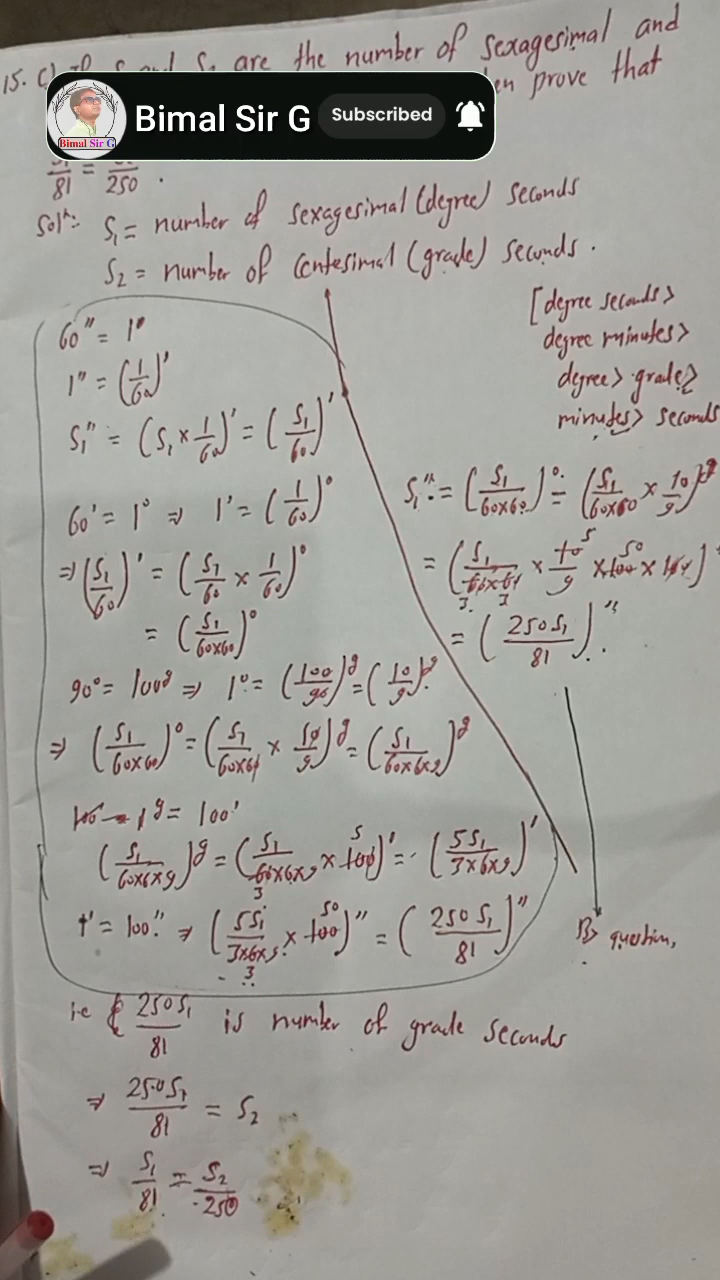 15. c) If S₁ and S₂ are the number of sexagesimal and
Bimal Sir G Subscribed
Bimal Sir G
then prove that
S₁/81 = S₂/250 .
Solⁿ: S₁ = number of sexagesimal (degree) seconds
S₂ = number of centesimal (grade) seconds .
[degree seconds >
degree minutes >
degree > grade >
minutes > seconds
60" = 1'
1" = (1/60)'
S₁" = (S₁ × 1/60)' = (S₁/60)'
60' = 1° ⇒ 1' = (1/60)°
⇒ (S₁/60)' = (S₁/60 × 1/60)°
= (S₁/60×60)°
90° = 100g ⇒ 1° = (100/90)g = (10/9)g
⇒ (S₁/60×60)° = (S₁/60×60 × 10/9)g = (S₁/60×6×9)g
1g = 100'
(S₁/60×6×9)g = (S₁/60×6×9 × 100)' = (5S₁/3×6×9)'
1' = 100" ⇒ (5S₁/3×6×9 × 100)" = (250 S₁/81)"
S₁" = (S₁/60×60)° = (S₁/60×60 × 10/9)g
= (S₁/60×60 × 10/9 × 100 × 100)"
= (250S₁/81)"
By question,
i.e 250S₁/81 is number of grade seconds
⇒ 250S₁/81 = S₂
⇒ S₁/81 = S₂/250